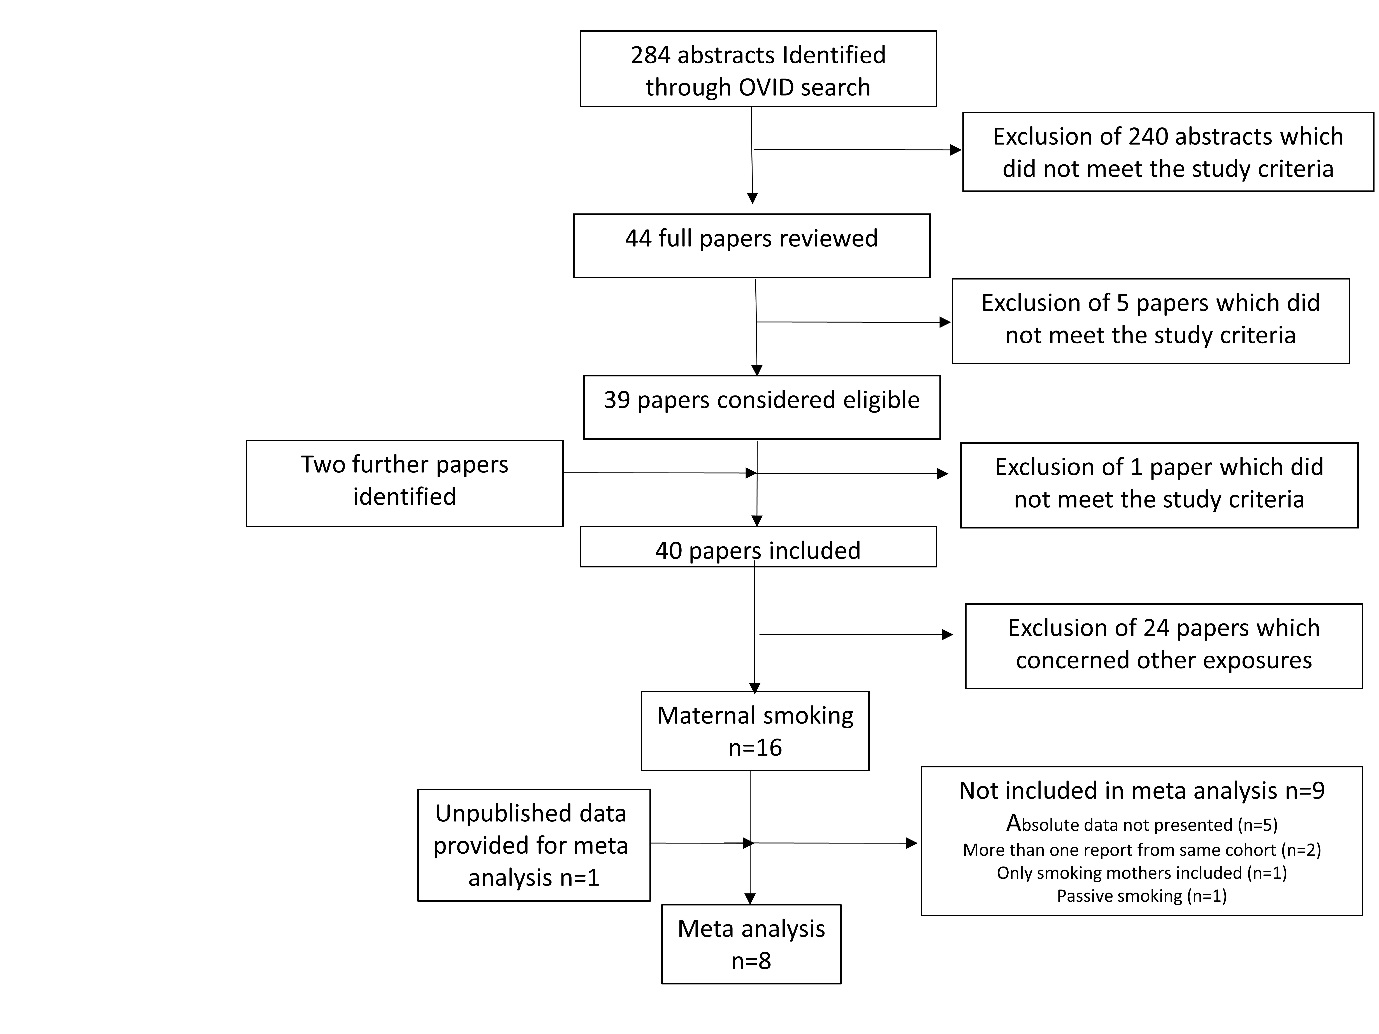 284 abstracts Identified
through OVID search
Exclusion of 240 abstracts which
did not meet the study criteria
44 full papers reviewed
Exclusion of 5 papers which did
not meet the study criteria
39 papers considered eligible
Two further papers
identified
Exclusion of 1 paper which did
not meet the study criteria
40 papers included
Exclusion of 24 papers which
concerned other exposures
Maternal smoking
n=16
Unpublished data
provided for meta
analysis n=1
Not included in meta analysis n=9
Absolute data not presented (n=5)
More than one report from same cohort (n=2)
Only smoking mothers included (n=1)
Passive smoking (n=1)
Meta analysis
n=8